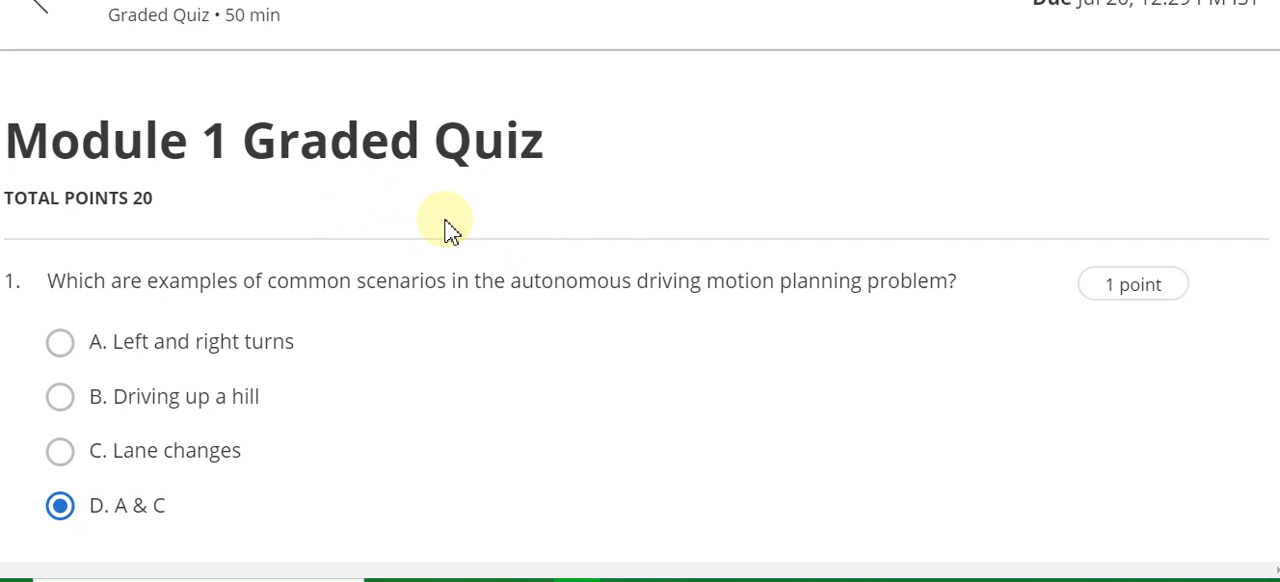 Graded Quiz • 50 min
Module 1 Graded Quiz
TOTAL POINTS 20
1. Which are examples of common scenarios in the autonomous driving motion planning problem?
1 point
A. Left and right turns
B. Driving up a hill
C. Lane changes
D. A & C